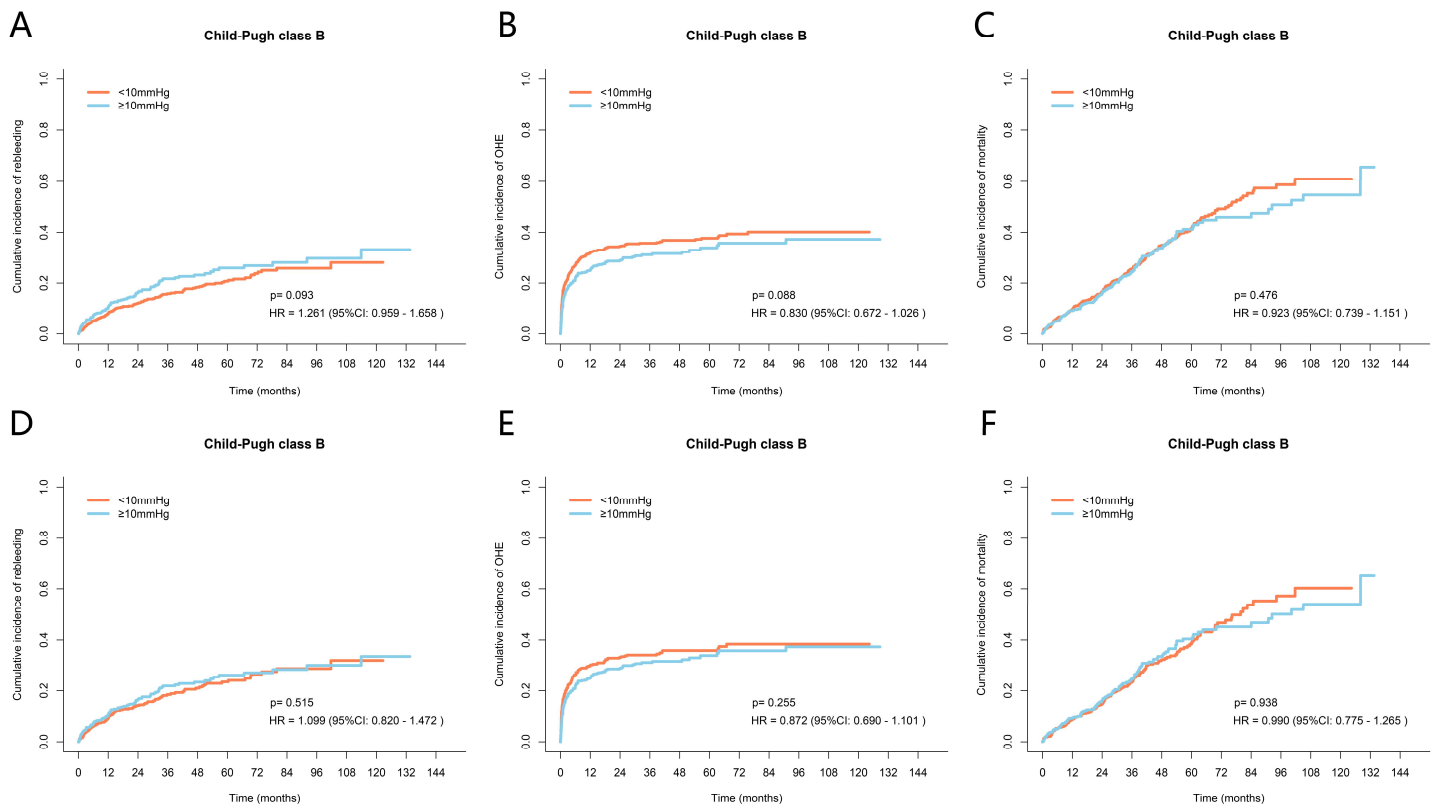 A
Child-Pugh class B
<10mmHg
≥10mmHg
Cumulative incidence of rebleeding
0.0 0.2 0.4 0.6 0.8 1.0
p= 0.093
HR = 1.261 (95%CI: 0.959 - 1.658 )
0 12 24 36 48 60 72 84 96 108 120 132 144
Time (months)
B
Child-Pugh class B
<10mmHg
≥10mmHg
Cumulative incidence of OHE
0.0 0.2 0.4 0.6 0.8 1.0
p= 0.088
HR = 0.830 (95%CI: 0.672 - 1.026 )
0 12 24 36 48 60 72 84 96 108 120 132 144
Time (months)
C
Child-Pugh class B
<10mmHg
≥10mmHg
Cumulative incidence of mortality
0.0 0.2 0.4 0.6 0.8 1.0
p= 0.476
HR = 0.923 (95%CI: 0.739 - 1.151 )
0 12 24 36 48 60 72 84 96 108 120 132 144
Time (months)
D
Child-Pugh class B
<10mmHg
≥10mmHg
Cumulative incidence of rebleeding
0.0 0.2 0.4 0.6 0.8 1.0
p= 0.515
HR = 1.099 (95%CI: 0.820 - 1.472 )
0 12 24 36 48 60 72 84 96 108 120 132 144
Time (months)
E
Child-Pugh class B
<10mmHg
≥10mmHg
Cumulative incidence of OHE
0.0 0.2 0.4 0.6 0.8 1.0
p= 0.255
HR = 0.872 (95%CI: 0.690 - 1.101 )
0 12 24 36 48 60 72 84 96 108 120 132 144
Time (months)
F
Child-Pugh class B
<10mmHg
≥10mmHg
Cumulative incidence of mortality
0.0 0.2 0.4 0.6 0.8 1.0
p= 0.938
HR = 0.990 (95%CI: 0.775 - 1.265 )
0 12 24 36 48 60 72 84 96 108 120 132 144
Time (months)